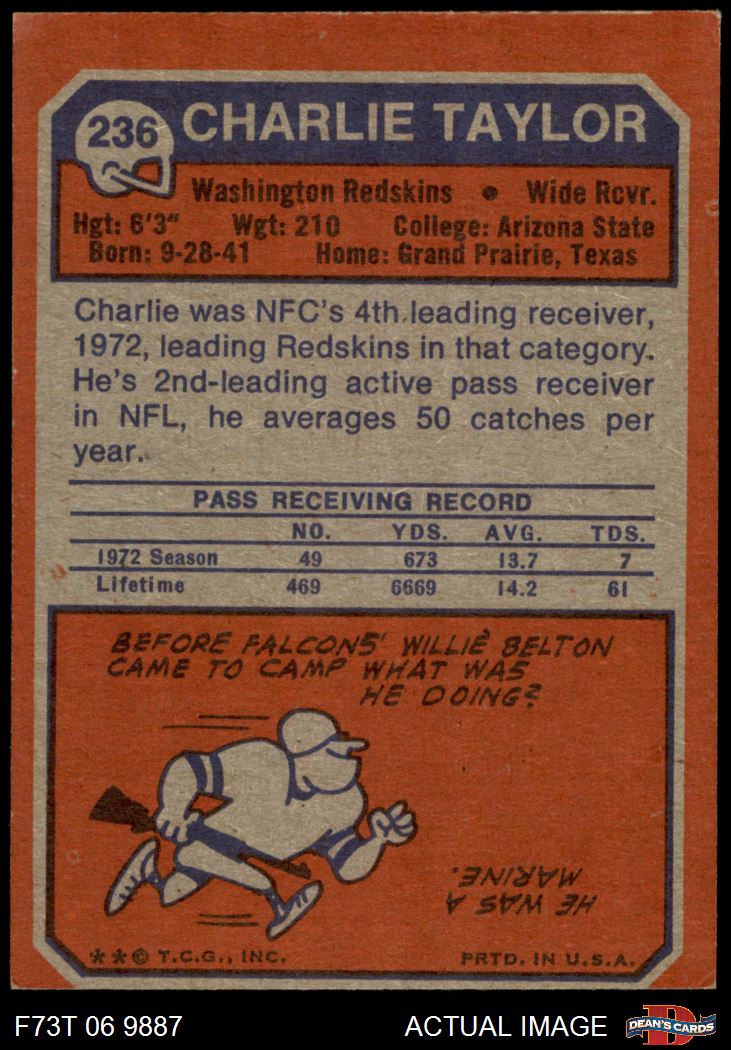 236 CHARLIE TAYLOR
Washington Redskins • Wide Rcvr.
Hgt: 6'3" Wgt: 210 College: Arizona State
Born: 9-28-41 Home: Grand Prairie, Texas
Charlie was NFC's 4th leading receiver,
1972, leading Redskins in that category.
He's 2nd-leading active pass receiver
in NFL, he averages 50 catches per
year.
PASS RECEIVING RECORD
NO. YDS. AVG. TDS.
1972 Season 49 673 13.7 7
Lifetime 469 6669 14.2 61
BEFORE FALCONS' WILLIE BELTON
CAME TO CAMP WHAT WAS
HE DOING?
HE WAS A
MARINE.
**© T.C.G., INC. PRTD. IN U.S.A.
F73T 06 9887 ACTUAL IMAGE D DEAN'S CARDS